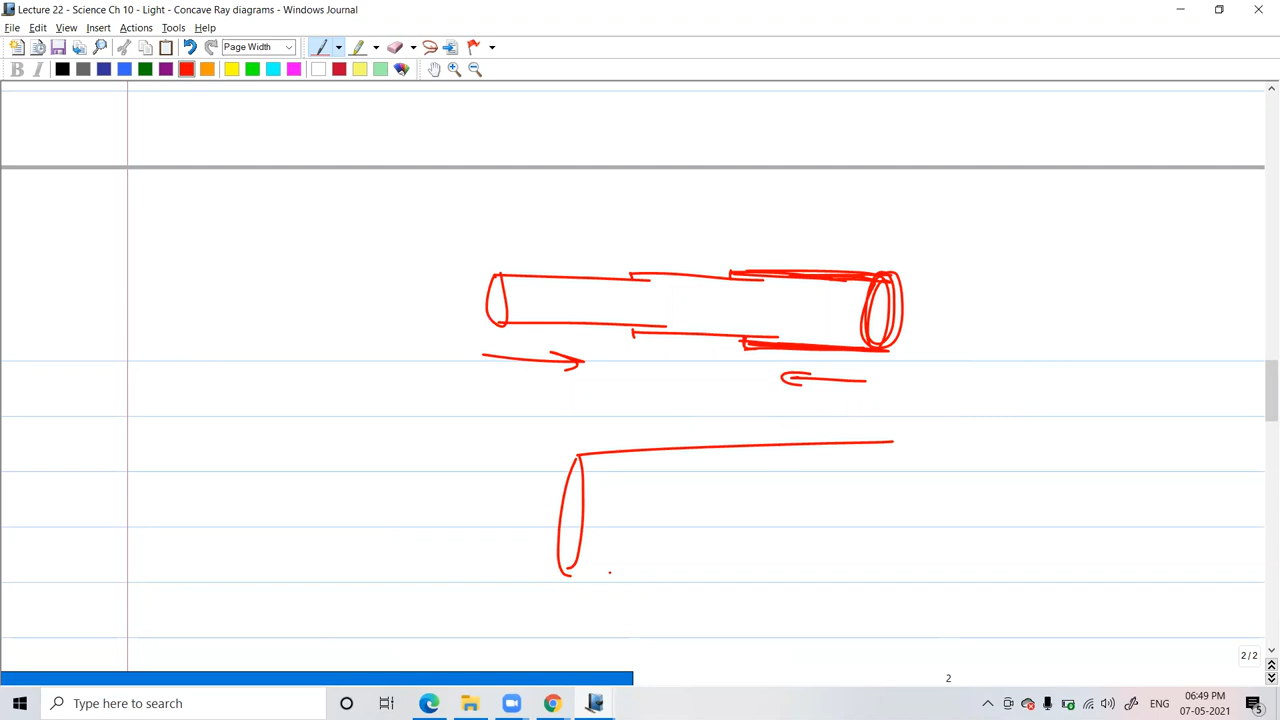 Lecture 22 - Science Ch 10 - Light - Concave Ray diagrams - Windows Journal
File Edit View Insert Actions Tools Help
Page Width
B I
2 / 2
2
Type here to search
ENG
06:49 PM
07-05-2021
5